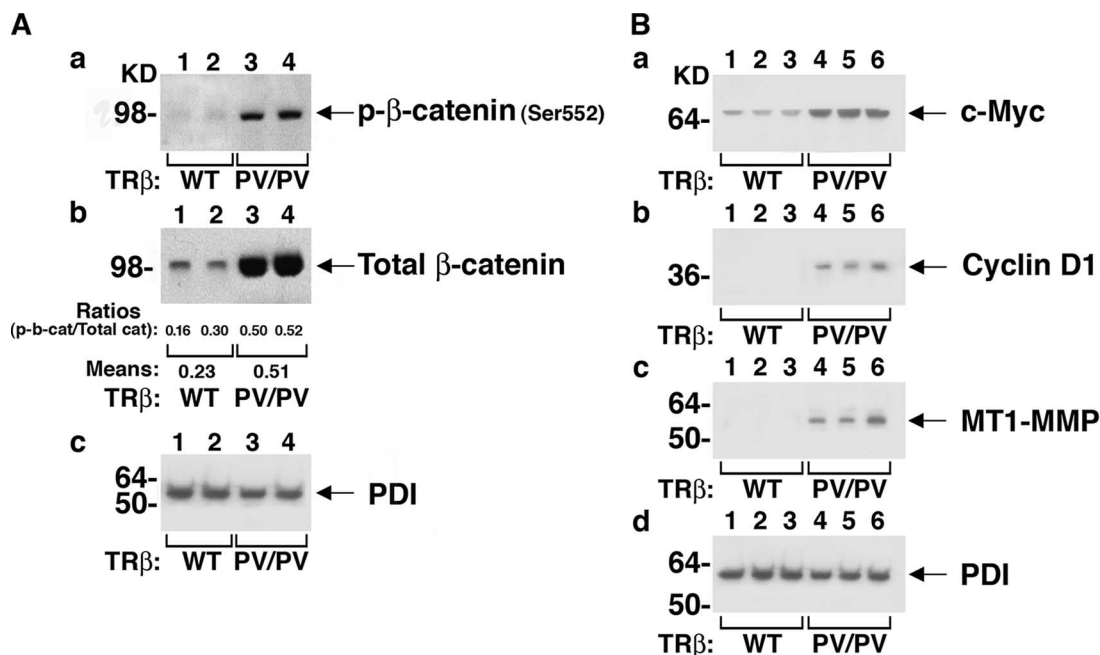 A
a
1 2 3 4
KD
98-
p-β-catenin (Ser552)
TRβ: WT PV/PV
b
1 2 3 4
98-
Total β-catenin
Ratios
(p-b-cat/Total cat): 0.16 0.30 0.50 0.52
Means: 0.23 0.51
TRβ: WT PV/PV
c
1 2 3 4
64-
50-
PDI
TRβ: WT PV/PV
B
a
1 2 3 4 5 6
KD
64-
c-Myc
TRβ: WT PV/PV
b
1 2 3 4 5 6
36-
Cyclin D1
TRβ: WT PV/PV
c
1 2 3 4 5 6
64-
50-
MT1-MMP
TRβ: WT PV/PV
d
1 2 3 4 5 6
64-
50-
PDI
TRβ: WT PV/PV